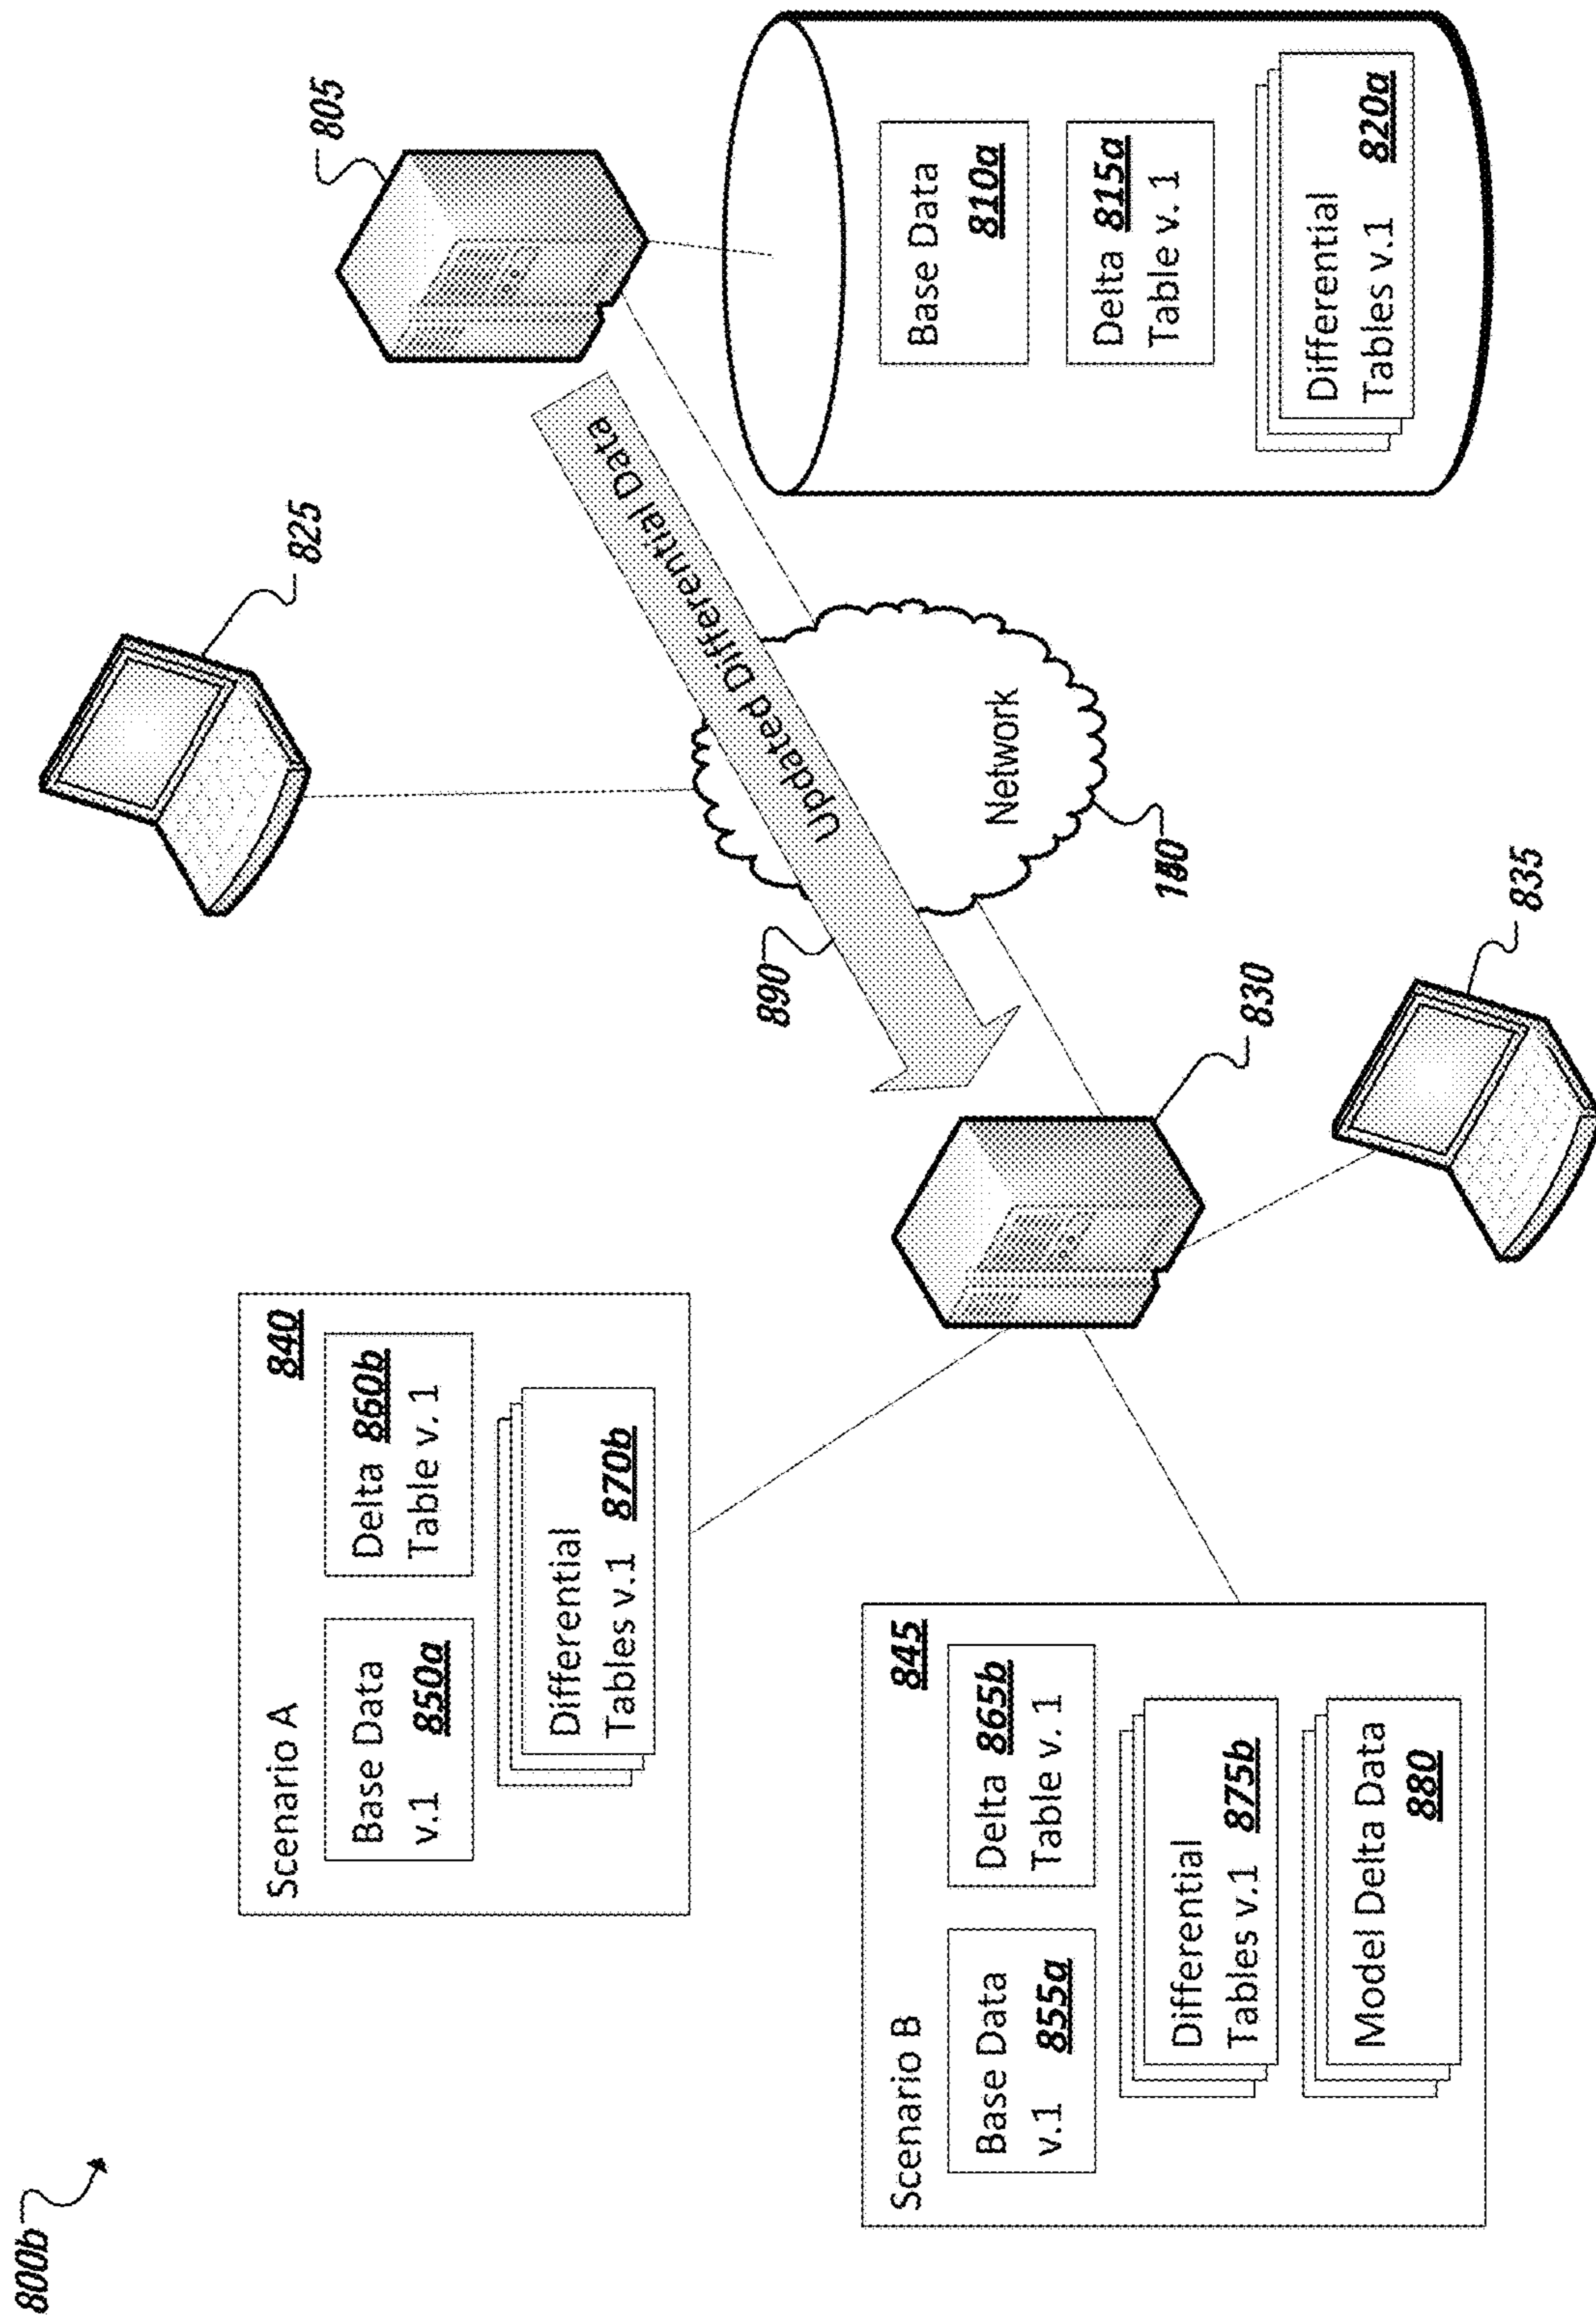 800b
Scenario A
840
Base Data
v.1 850a
Delta 860b
Table v. 1
Differential
Tables v.1 870b
Scenario B
845
Base Data
v.1 855a
Delta 865b
Table v. 1
Differential
Tables v.1 875b
Model Delta Data
880
825
805
890
Updated Differential Data
Network
830
835
Base Data
810a
Delta 815a
Table v. 1
Differential
Tables v.1 820a